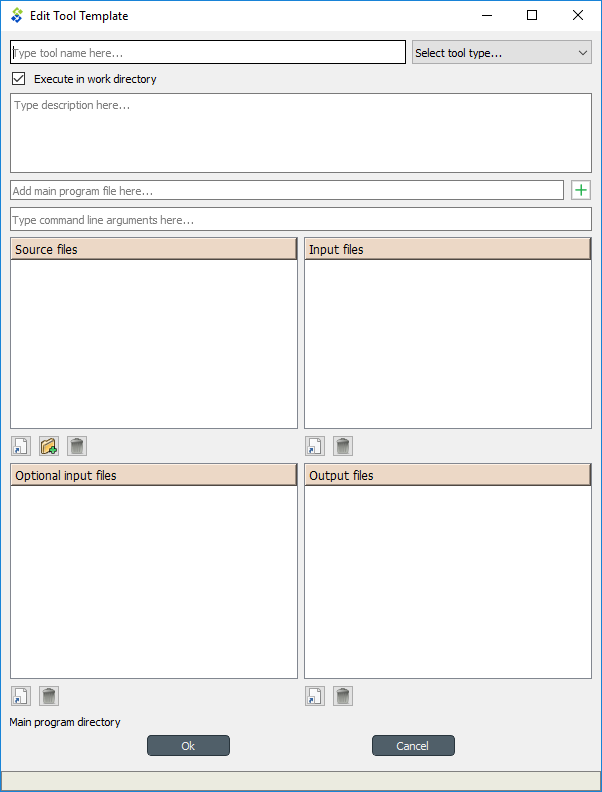 Edit Tool Template
Type tool name here...
Select tool type...
Execute in work directory
Type description here...
Add main program file here...
Type command line arguments here...
Source files
Input files
Optional input files
Output files
Main program directory
Ok
Cancel